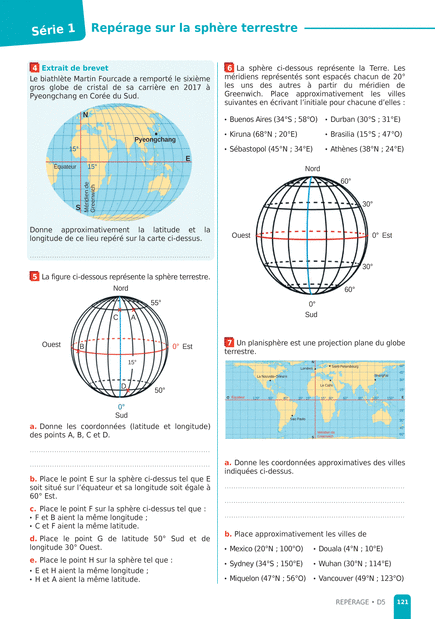 Série 1
Repérage sur la sphère terrestre
4 Extrait de brevet
Le biathlète Martin Fourcade a remporté le sixième
gros globe de cristal de sa carrière en 2017 à
Pyeongchang en Corée du Sud.
N
Pyeongchang
15°
E
Équateur
15°
Méridien de
Greenwich
S
Donne approximativement la latitude et la
longitude de ce lieu repéré sur la carte ci-dessus.
5 La figure ci-dessous représente la sphère terrestre.
Nord
55°
C
A
Ouest
B
0° Est
15°
D
50°
0°
Sud
a. Donne les coordonnées (latitude et longitude)
des points A, B, C et D.
b. Place le point E sur la sphère ci-dessus tel que E
soit situé sur l'équateur et sa longitude soit égale à
60° Est.
c. Place le point F sur la sphère ci-dessus tel que :
• F et B aient la même longitude ;
• C et F aient la même latitude.
d. Place le point G de latitude 50° Sud et de
longitude 30° Ouest.
e. Place le point H sur la sphère tel que :
• E et H aient la même longitude ;
• H et A aient la même latitude.
6 La sphère ci-dessous représente la Terre. Les
méridiens représentés sont espacés chacun de 20°
les uns des autres à partir du méridien de
Greenwich. Place approximativement les villes
suivantes en écrivant l'initiale pour chacune d'elles :
• Buenos Aires (34°S ; 58°O) • Durban (30°S ; 31°E)
• Kiruna (68°N ; 20°E) • Brasilia (15°S ; 47°O)
• Sébastopol (45°N ; 34°E) • Athènes (38°N ; 24°E)
Nord
60°
30°
Ouest
0° Est
30°
60°
0°
Sud
7 Un planisphère est une projection plane du globe
terrestre.
Londres
Saint-Pétersbourg
La Nouvelle-Orléans
Le Caire
Shanghai
São Paulo
a. Donne les coordonnées approximatives des villes
indiquées ci-dessus.
b. Place approximativement les villes de
• Mexico (20°N ; 100°O) • Douala (4°N ; 10°E)
• Sydney (34°S ; 150°E) • Wuhan (30°N ; 114°E)
• Miquelon (47°N ; 56°O) • Vancouver (49°N ; 123°O)
REPÉRAGE • D5 121